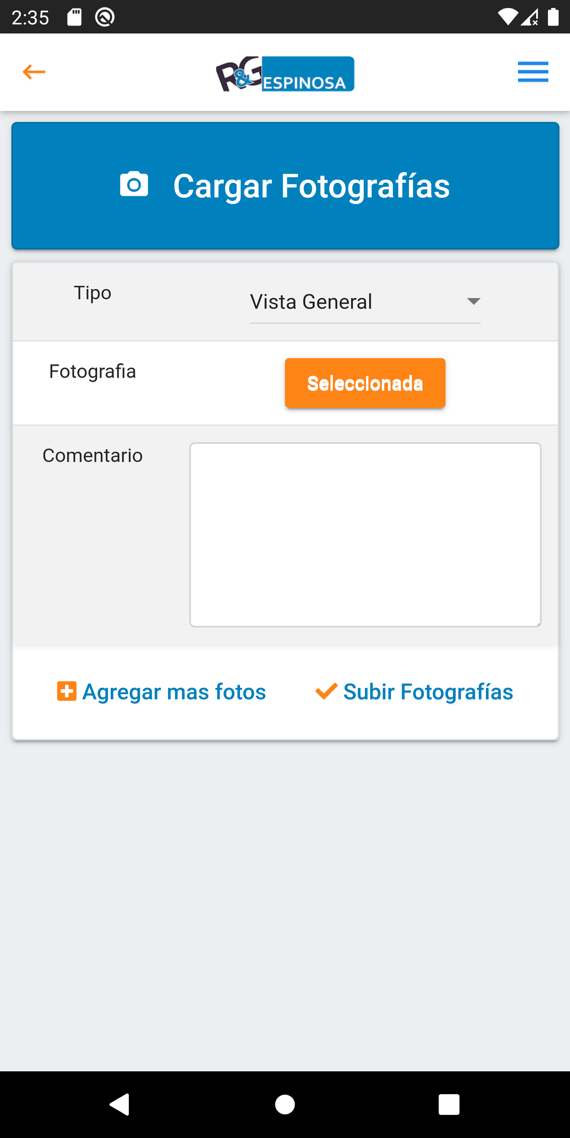 2:35
R&G ESPINOSA
Cargar Fotografías
Tipo
Vista General
Fotografia
Seleccionada
Comentario
Agregar mas fotos
Subir Fotografías